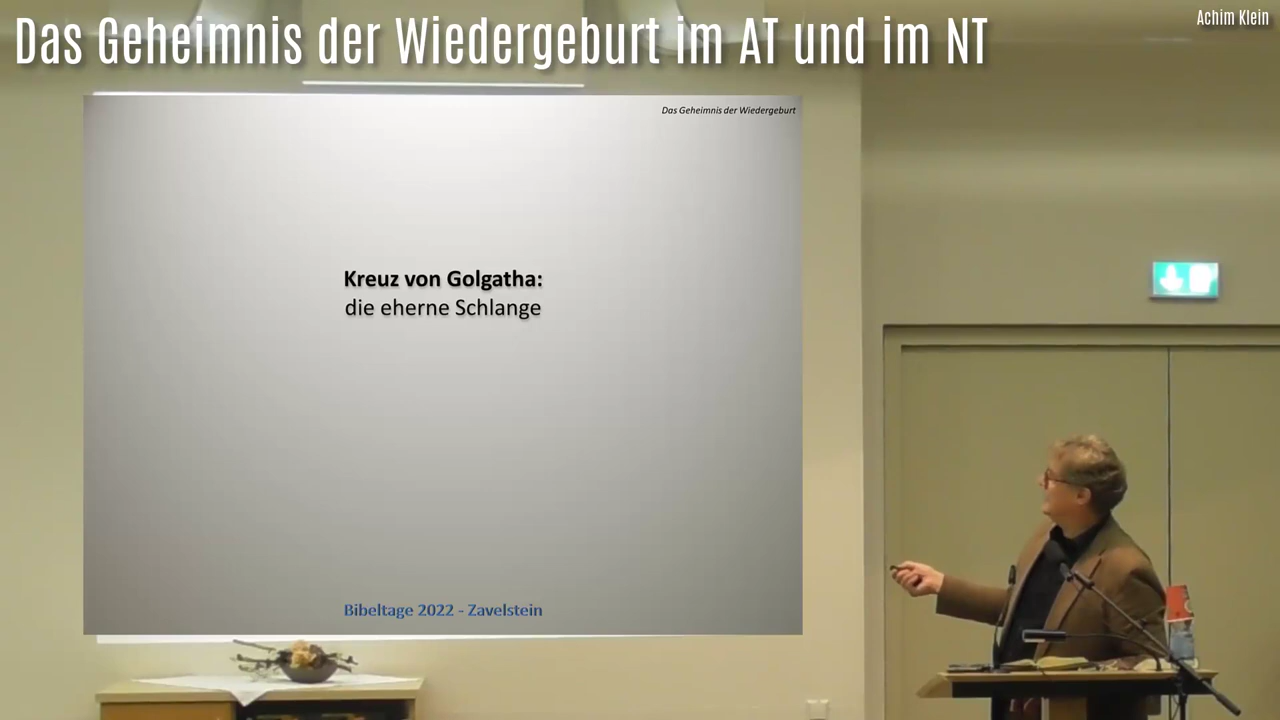 Das Geheimnis der Wiedergeburt im AT und im NT
Achim Klein
Das Geheimnis der Wiedergeburt
Kreuz von Golgatha:
die eherne Schlange
Bibeltage 2022 - Zavelstein